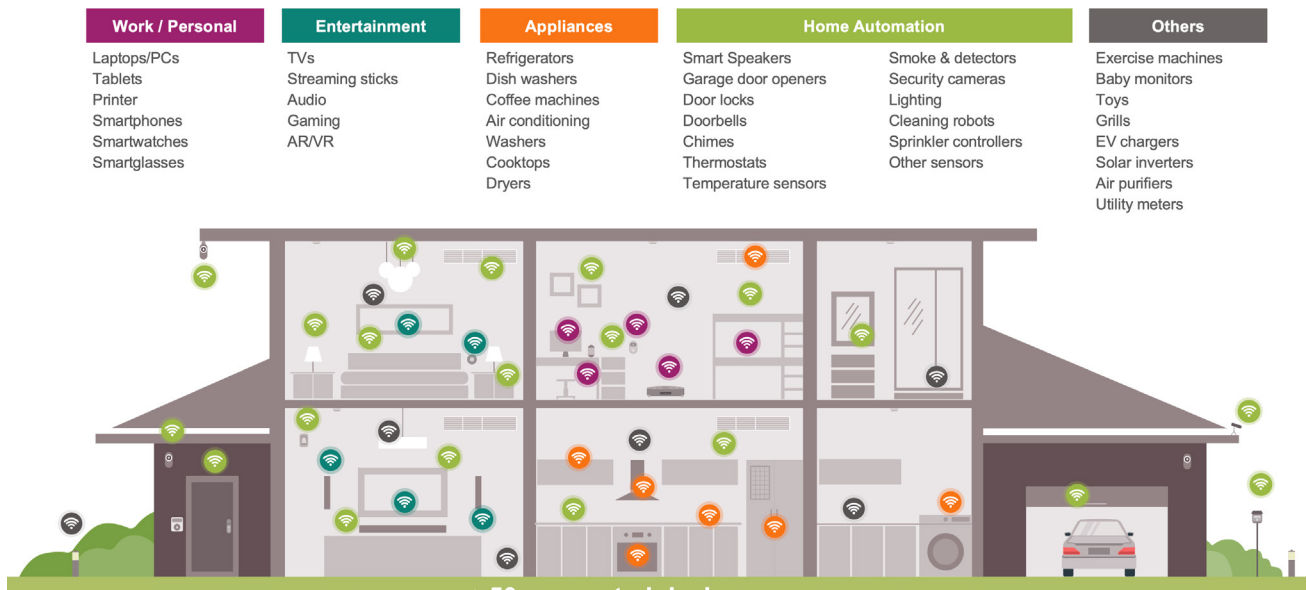 Work / Personal
Laptops/PCs
Tablets
Printer
Smartphones
Smartwatches
Smartglasses
Entertainment
TVs
Streaming sticks
Audio
Gaming
AR/VR
Appliances
Refrigerators
Dish washers
Coffee machines
Air conditioning
Washers
Cooktops
Dryers
Home Automation
Smart Speakers
Garage door openers
Door locks
Doorbells
Chimes
Thermostats
Temperature sensors
Smoke & detectors
Security cameras
Lighting
Cleaning robots
Sprinkler controllers
Other sensors
Others
Exercise machines
Baby monitors
Toys
Grills
EV chargers
Solar inverters
Air purifiers
Utility meters